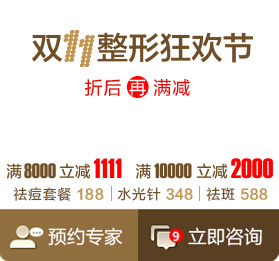 双11整形狂欢节
折后再满减
满8000立减1111 满10000立减2000
祛痘套餐 188｜水光针 348｜祛斑 588
预约专家 9 立即咨询